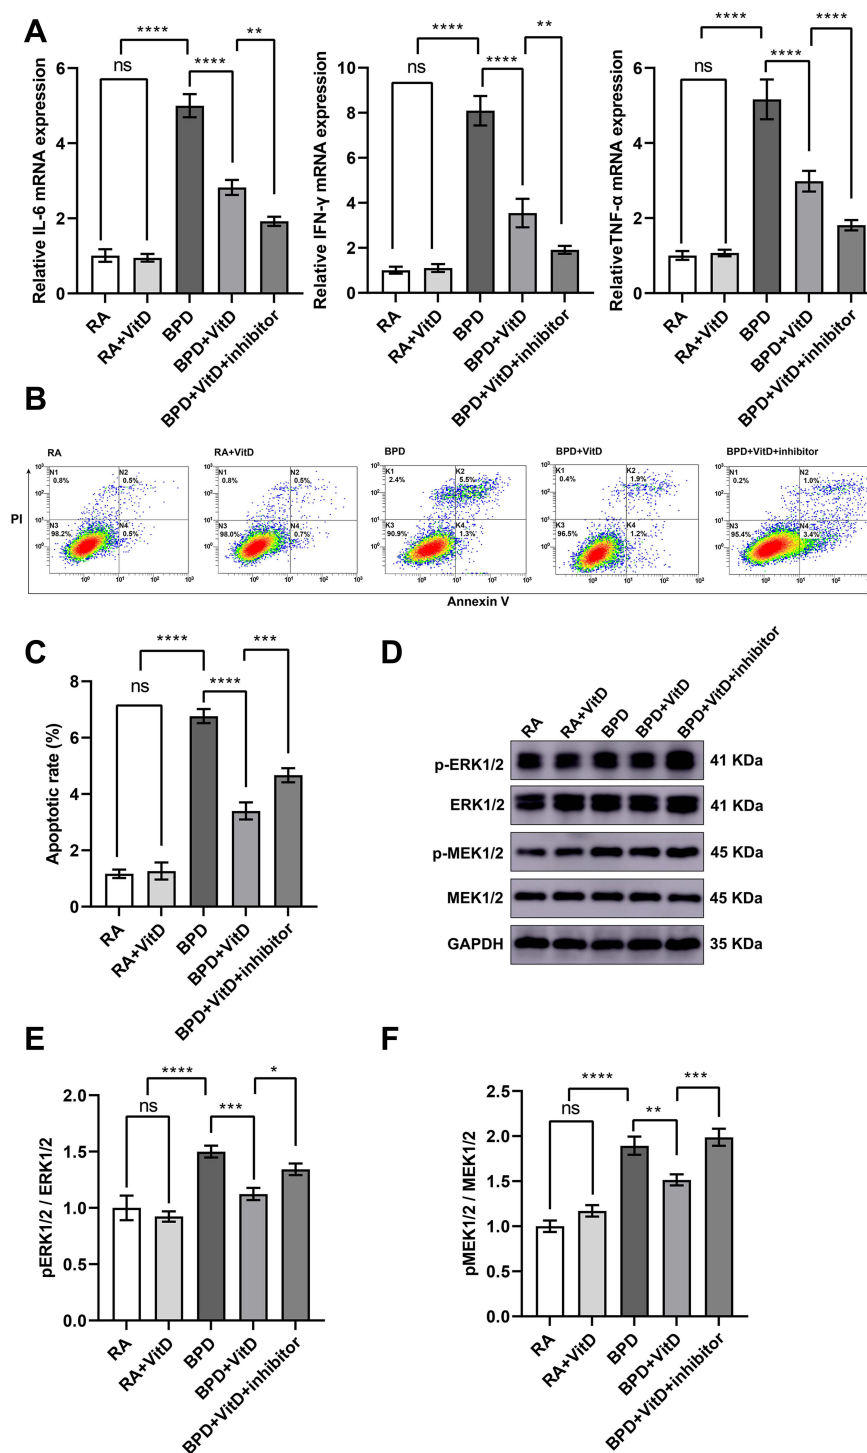 A
Relative IL-6 mRNA expression
0
2
4
6
ns
****
****
**
RA
RA+VitD
BPD
BPD+VitD
BPD+VitD+inhibitor
Relative IFN-γ mRNA expression
0
2
4
6
8
10
ns
****
****
**
RA
RA+VitD
BPD
BPD+VitD
BPD+VitD+inhibitor
RelativeTNF-α mRNA expression
0
2
4
6
ns
****
****
****
RA
RA+VitD
BPD
BPD+VitD
BPD+VitD+inhibitor
B
PI
Annexin V
RA
N1
0.8%
N2
0.5%
N3
98.2%
N4
0.5%
RA+VitD
N1
0.8%
N2
0.5%
N3
98.0%
N4
0.7%
BPD
K1
2.4%
K2
5.5%
K3
90.9%
K4
1.3%
BPD+VitD
K1
0.4%
K2
1.9%
K3
96.5%
K4
1.2%
BPD+VitD+inhibitor
N1
0.2%
N2
1.0%
N3
95.4%
N4
3.4%
C
Apoptotic rate (%)
0
2
4
6
8
ns
****
****
***
RA
RA+VitD
BPD
BPD+VitD
BPD+VitD+inhibitor
D
RA
RA+VitD
BPD
BPD+VitD
BPD+VitD+inhibitor
p-ERK1/2 41 KDa
ERK1/2 41 KDa
p-MEK1/2 45 KDa
MEK1/2 45 KDa
GAPDH 35 KDa
E
pERK1/2 / ERK1/2
0.0
0.5
1.0
1.5
2.0
ns
****
***
*
RA
RA+VitD
BPD
BPD+VitD
BPD+VitD+inhibitor
F
pMEK1/2 / MEK1/2
0.0
0.5
1.0
1.5
2.0
2.5
ns
****
**
***
RA
RA+VitD
BPD
BPD+VitD
BPD+VitD+inhibitor